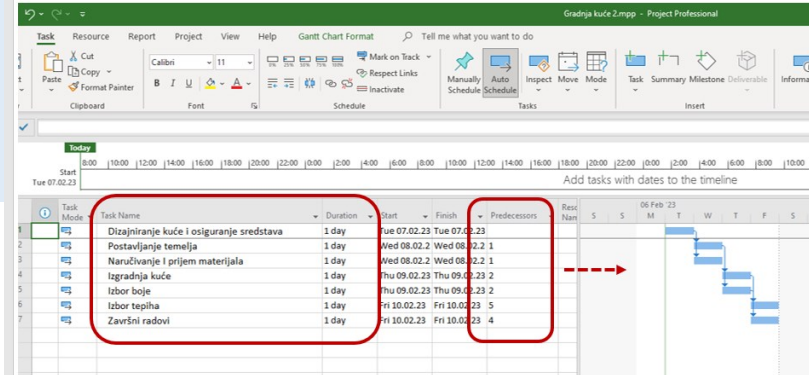 Gradnja kuće 2.mpp - Project Professional
Task Resource Report Project View Help Gantt Chart Format Tell me what you want to do
Cut
Copy
Format Painter
Paste
Clipboard
Calibri 11
B I U A
Font
0% 25% 50% 75% 100%
Mark on Track
Respect Links
Inactivate
Schedule
Manually Schedule
Auto Schedule
Inspect Move Mode
Tasks
Task Summary Milestone Deliverable
Insert
Today
8:00 10:00 12:00 14:00 16:00 18:00 20:00 22:00 0:00 2:00 4:00 6:00 8:00 10:00 12:00 14:00 16:00 18:00 20:00 22:00 0:00 2:00 4:00 6:00 8:00 10:00
Start
Tue 07.02.23
Add tasks with dates to the timeline
Task Mode Task Name Duration Start Finish Predecessors
06 Feb '23
S S M T W T F S
1 Dizajniranje kuće i osiguranje sredstava 1 day Tue 07.02.23 Tue 07.02.23
2 Postavljanje temelja 1 day Wed 08.02.2 Wed 08.02.2 1
3 Naručivanje I prijem materijala 1 day Wed 08.02.2 Wed 08.02.2 1
4 Izgradnja kuće 1 day Thu 09.02.23 Thu 09.02.23 2
5 Izbor boje 1 day Thu 09.02.23 Thu 09.02.23 2
6 Izbor tepiha 1 day Fri 10.02.23 Fri 10.02.23 5
7 Završni radovi 1 day Fri 10.02.23 Fri 10.02.23 4